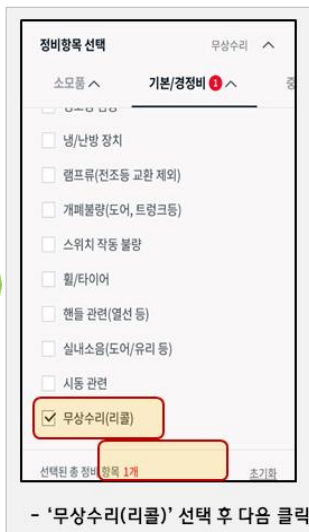 정비항목 선택 무상수리
소모품 기본/경정비 1
냉/난방 장치
램프류(전조등 교환 제외)
개폐불량(도어, 트렁크등)
스위치 작동 불량
휠/타이어
핸들 관련(열선 등)
실내소음(도어/유리 등)
시동 관련
무상수리(리콜)
선택된 총 정비 항목 1개 초기화
- ‘무상수리(리콜)’ 선택 후 다음 클릭